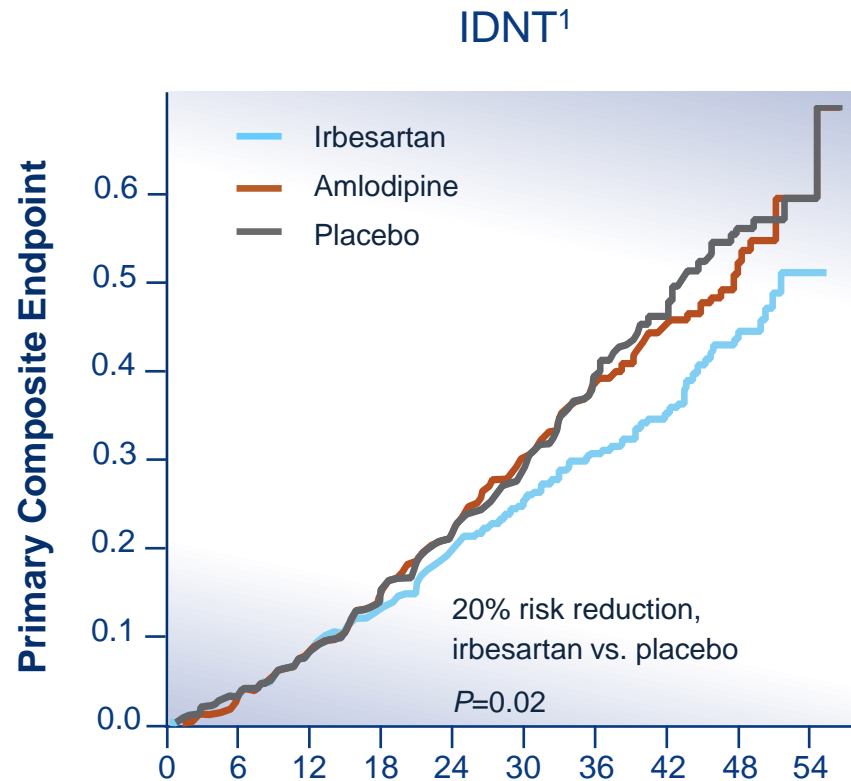 IDNT¹
Irbesartan
Amlodipine
Placebo
Primary Composite Endpoint
0.6
0.5
0.4
0.3
0.2
0.1
0.0
20% risk reduction,
irbesartan vs. placebo
P=0.02
0 6 12 18 24 30 36 42 48 54